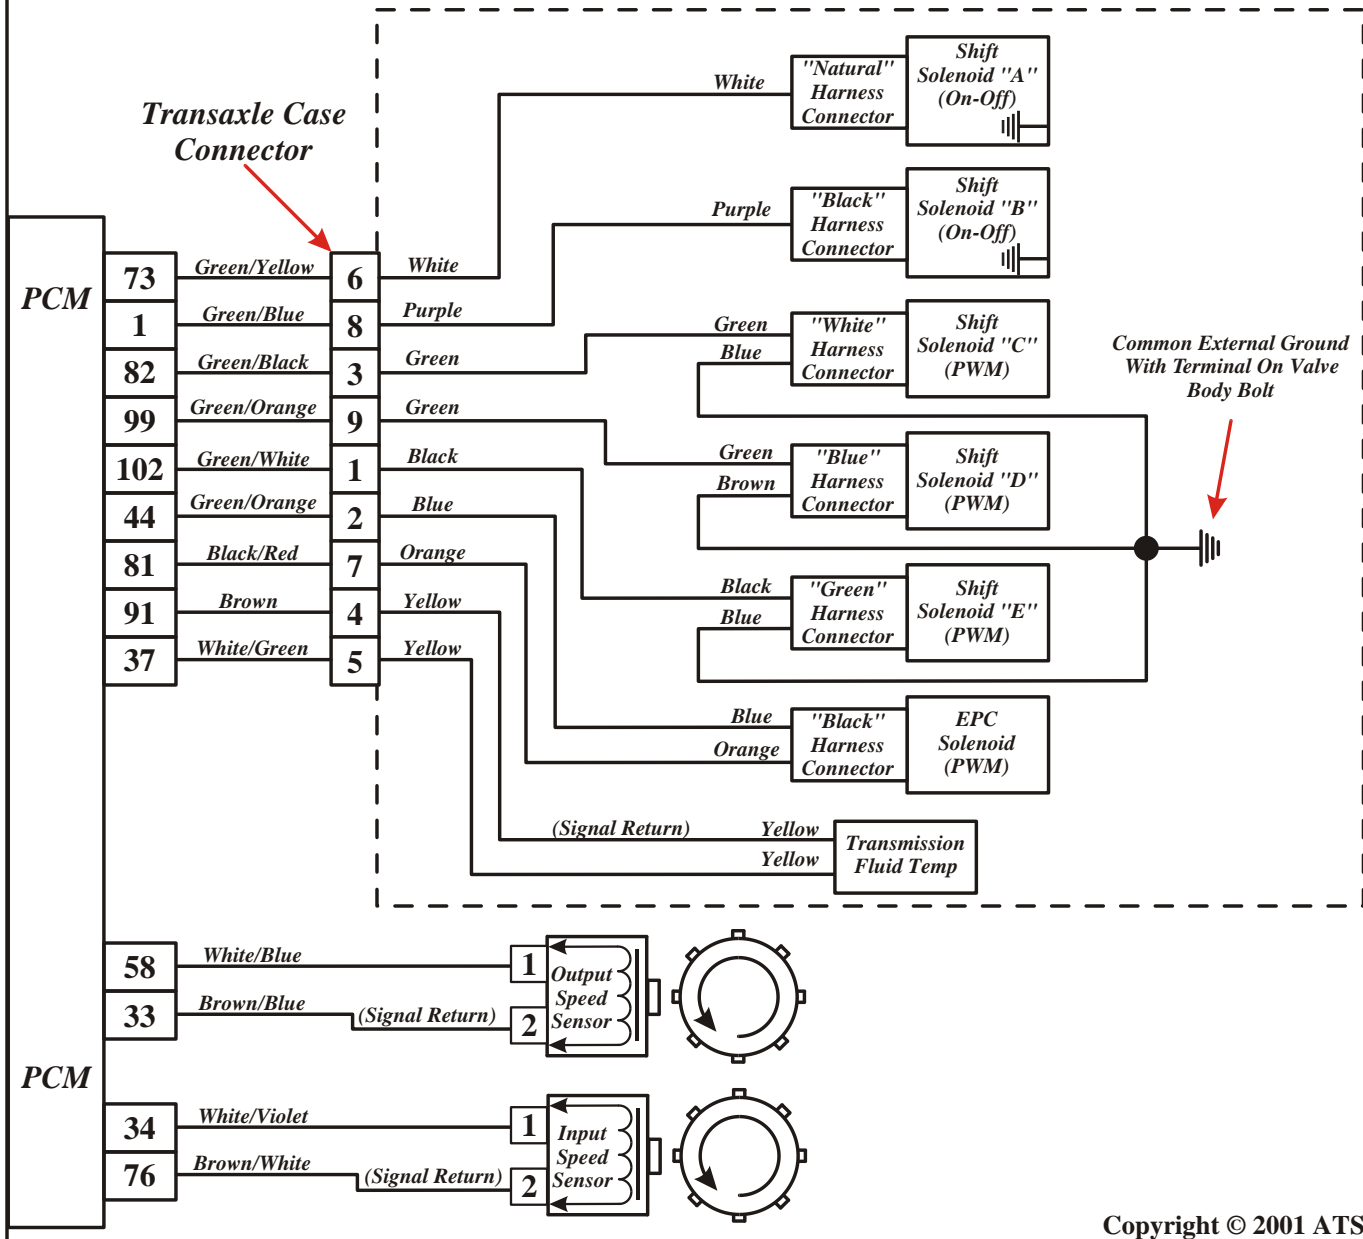 Transaxle Case
Connector
PCM
73
Green/Yellow
6
White
1
Green/Blue
8
Purple
82
Green/Black
3
Green
99
Green/Orange
9
Green
102
Green/White
1
Black
44
Green/Orange
2
Blue
81
Black/Red
7
Orange
91
Brown
4
Yellow
37
White/Green
5
Yellow
White
"Natural"
Harness
Connector
Shift
Solenoid "A"
(On-Off)
Purple
"Black"
Harness
Connector
Shift
Solenoid "B"
(On-Off)
Green
Blue
"White"
Harness
Connector
Shift
Solenoid "C"
(PWM)
Common External Ground
With Terminal On Valve
Body Bolt
Green
Brown
"Blue"
Harness
Connector
Shift
Solenoid "D"
(PWM)
Black
Blue
"Green"
Harness
Connector
Shift
Solenoid "E"
(PWM)
Blue
Orange
"Black"
Harness
Connector
EPC
Solenoid
(PWM)
(Signal Return)
Yellow
Yellow
Transmission
Fluid Temp
58
White/Blue
1
33
Brown/Blue
(Signal Return)
2
Output
Speed
Sensor
PCM
34
White/Violet
1
76
Brown/White
(Signal Return)
2
Input
Speed
Sensor
Copyright © 2001 ATS